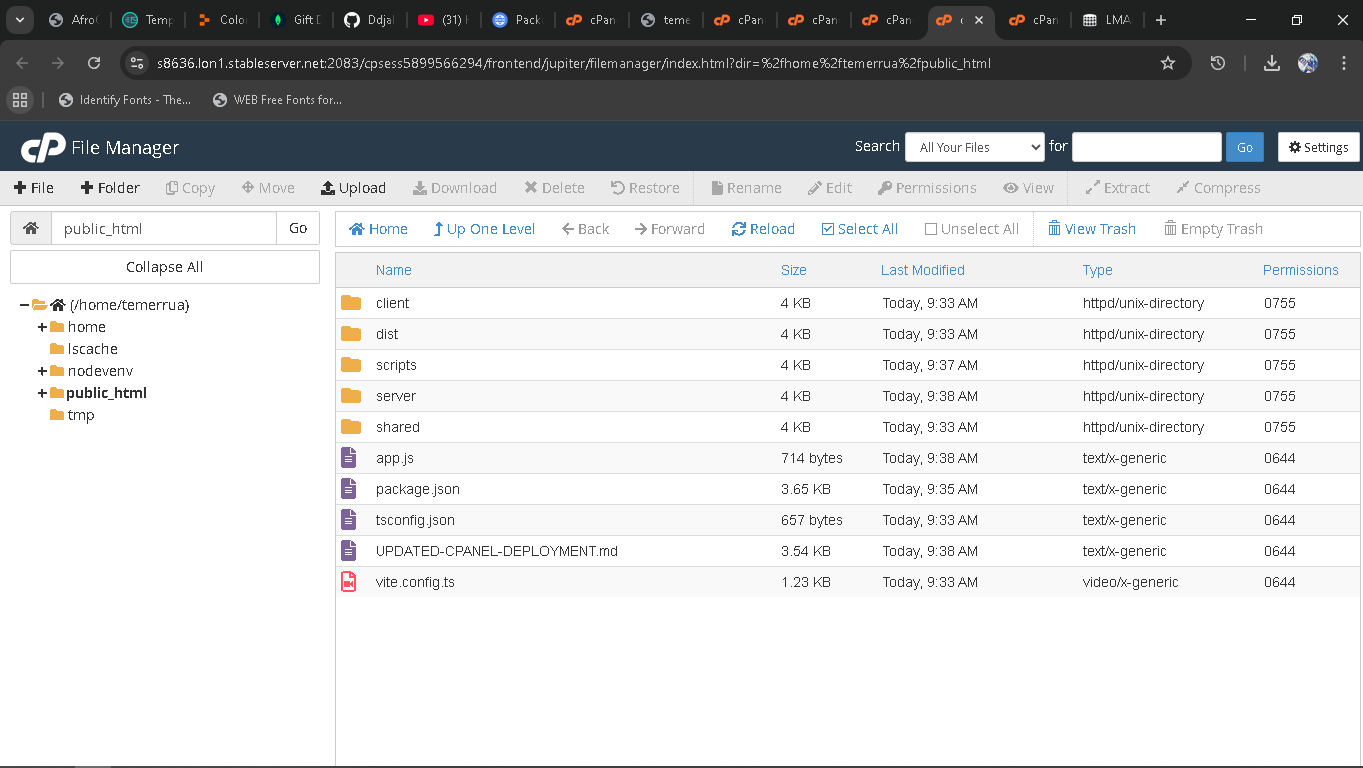 Afro
Temp
Color
Gift D
Ddjal
(31) H
Pack
cPan
teme
cPan
cPan
cPan
c
cPan
LMA
s8636.lon1.stableserver.net:2083/cpsess5899566294/frontend/jupiter/filemanager/index.html?dir=%2fhome%2ftemerrua%2fpublic_html
Identify Fonts - The...
WEB Free Fonts for...
cP File Manager
Search All Your Files for Go Settings
File Folder Copy Move Upload Download Delete Restore Rename Edit Permissions View Extract Compress
public_html Go
Home Up One Level Back Forward Reload Select All Unselect All View Trash Empty Trash
Collapse All
(/home/temerrua)
home
lscache
nodevenv
public_html
tmp
Name Size Last Modified Type Permissions
client 4 KB Today, 9:33 AM httpd/unix-directory 0755
dist 4 KB Today, 9:33 AM httpd/unix-directory 0755
scripts 4 KB Today, 9:37 AM httpd/unix-directory 0755
server 4 KB Today, 9:38 AM httpd/unix-directory 0755
shared 4 KB Today, 9:33 AM httpd/unix-directory 0755
app.js 714 bytes Today, 9:38 AM text/x-generic 0644
package.json 3.65 KB Today, 9:35 AM text/x-generic 0644
tsconfig.json 657 bytes Today, 9:33 AM text/x-generic 0644
UPDATED-CPANEL-DEPLOYMENT.md 3.54 KB Today, 9:38 AM text/x-generic 0644
vite.config.ts 1.23 KB Today, 9:33 AM video/x-generic 0644